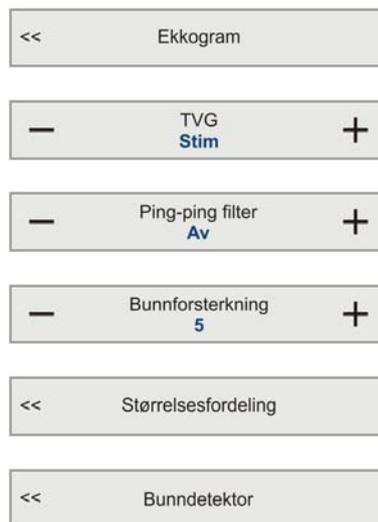 << Ekkogram
− TVG +
Stim
− Ping-ping filter +
Av
− Bunnforsterkning +
5
<< Størrelsesfordeling
<< Bunndetektor